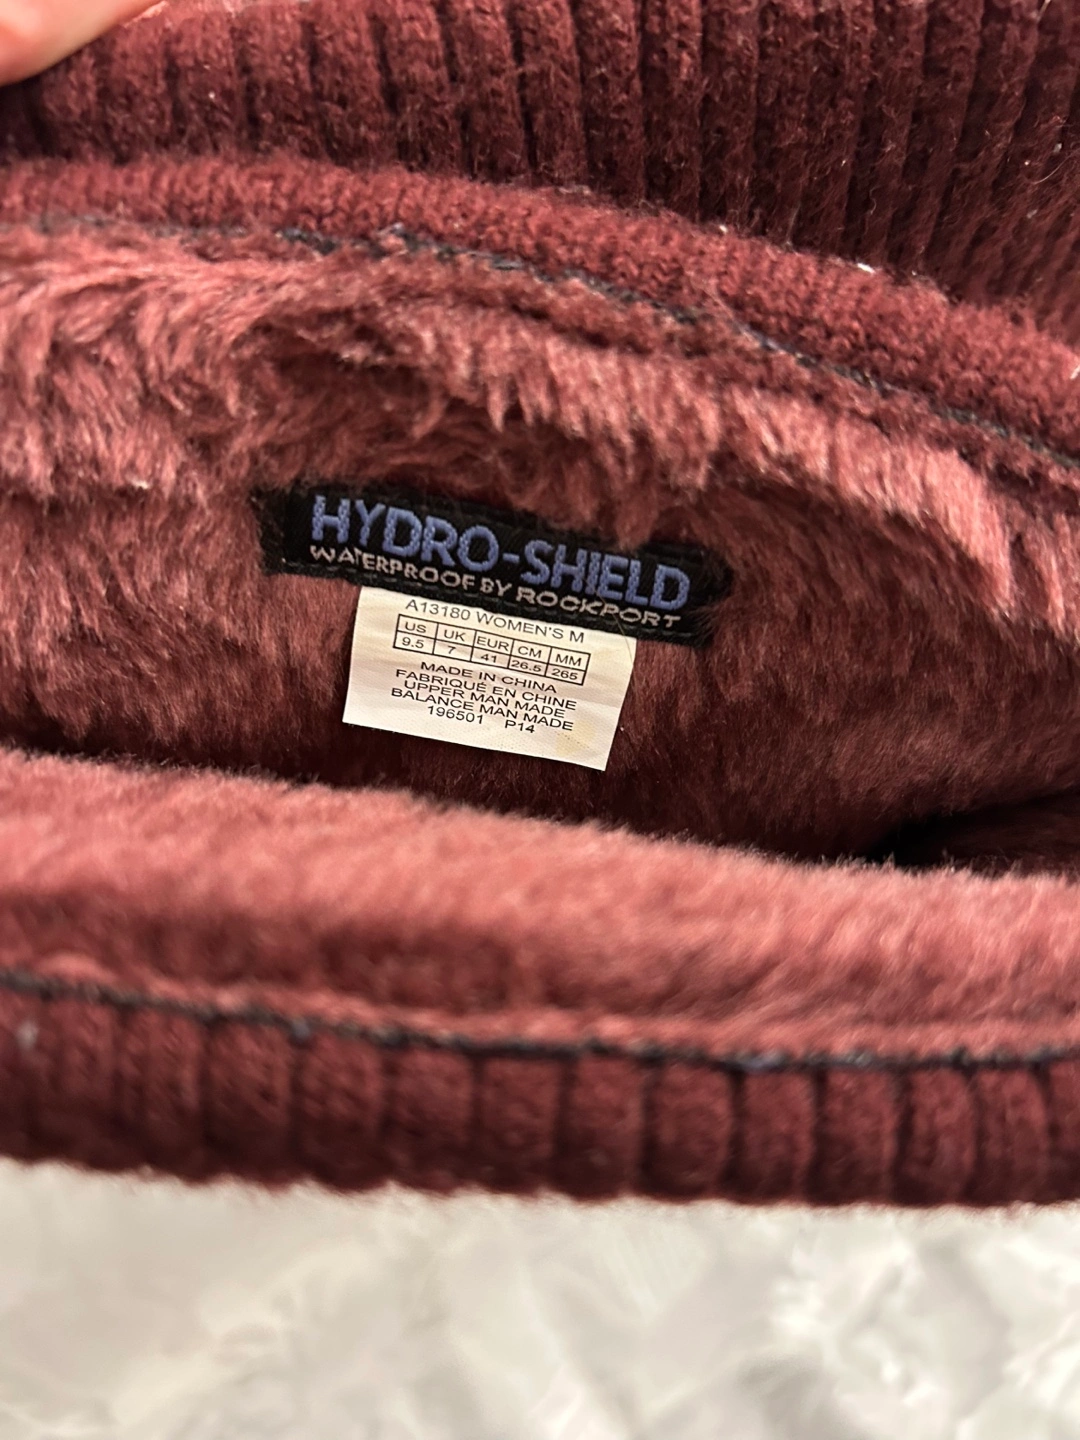 HYDRO-SHIELD
WATERPROOF BY ROCKPORT
A13180 WOMEN'S M
US UK EUR CM MM
9.5 7 41 26.5 265
MADE IN CHINA
FABRIQUÉ EN CHINE
UPPER MAN MADE
BALANCE MAN MADE
196501 P14